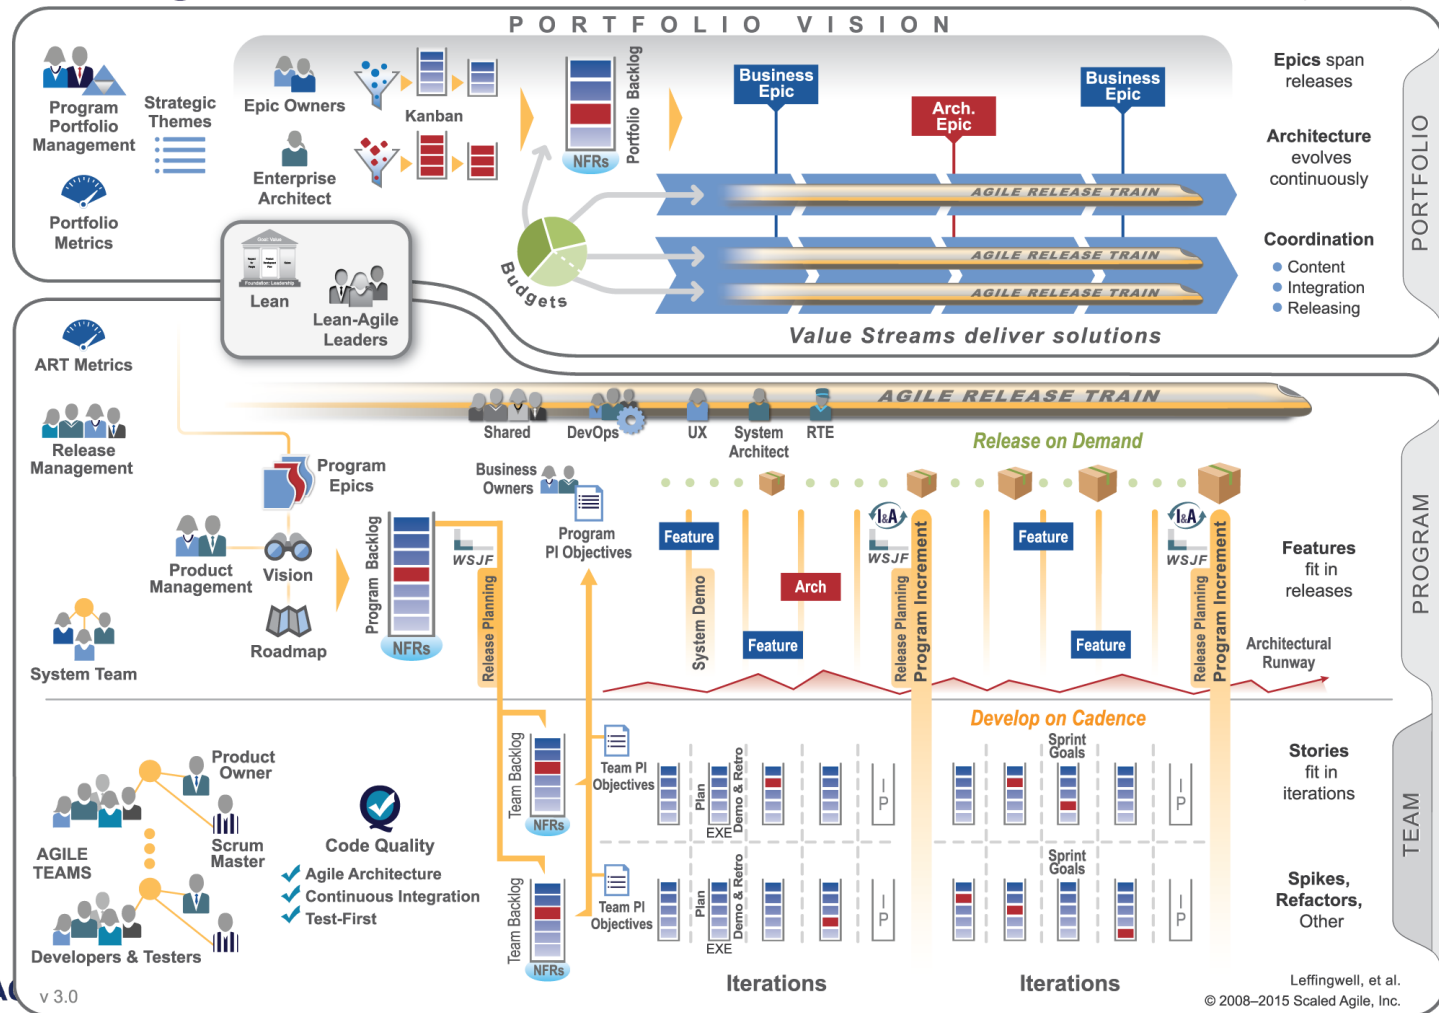 PORTFOLIO VISION
Program
Portfolio
Management
Strategic
Themes
Portfolio
Metrics
Epic Owners
Enterprise
Architect
Kanban
Portfolio Backlog
NFRs
Business
Epic
Arch.
Epic
Business
Epic
AGILE RELEASE TRAIN
AGILE RELEASE TRAIN
AGILE RELEASE TRAIN
Budgets
Value Streams deliver solutions
Epics span
releases
Architecture
evolves
continuously
Coordination
Content
Integration
Releasing
PORTFOLIO
Goal: Value
Foundation: Leadership
Lean
Lean-Agile
Leaders
ART Metrics
Release
Management
AGILE RELEASE TRAIN
Shared
DevOps
UX
System
Architect
RTE
Release on Demand
Program
Epics
Business
Owners
Program
PI Objectives
Product
Management
Vision
Roadmap
System Team
Program Backlog
NFRs
WSJF
Release Planning
Feature
System Demo
Feature
Arch
I&A
WSJF
Release Planning
Program Increment
Feature
Feature
I&A
WSJF
Release Planning
Program Increment
Features
fit in
releases
Architectural
Runway
PROGRAM
Develop on Cadence
Product
Owner
Scrum
Master
AGILE
TEAMS
Developers & Testers
Code Quality
Agile Architecture
Continuous Integration
Test-First
Team Backlog
NFRs
Team PI
Objectives
Plan
EXE
Demo & Retro
I
P
Sprint
Goals
I
P
Stories
fit in
iterations
Team Backlog
NFRs
Team PI
Objectives
Plan
EXE
Demo & Retro
I
P
Sprint
Goals
I
P
Spikes,
Refactors,
Other
TEAM
Iterations
Iterations
v 3.0
Leffingwell, et al.
© 2008–2015 Scaled Agile, Inc.